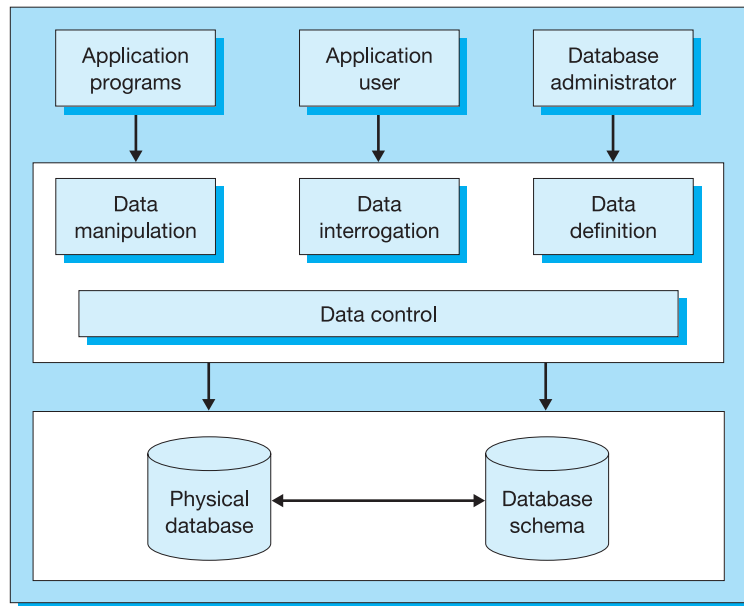 Application
programs
Application
user
Database
administrator
Data
manipulation
Data
interrogation
Data
definition
Data control
Physical
database
Database
schema